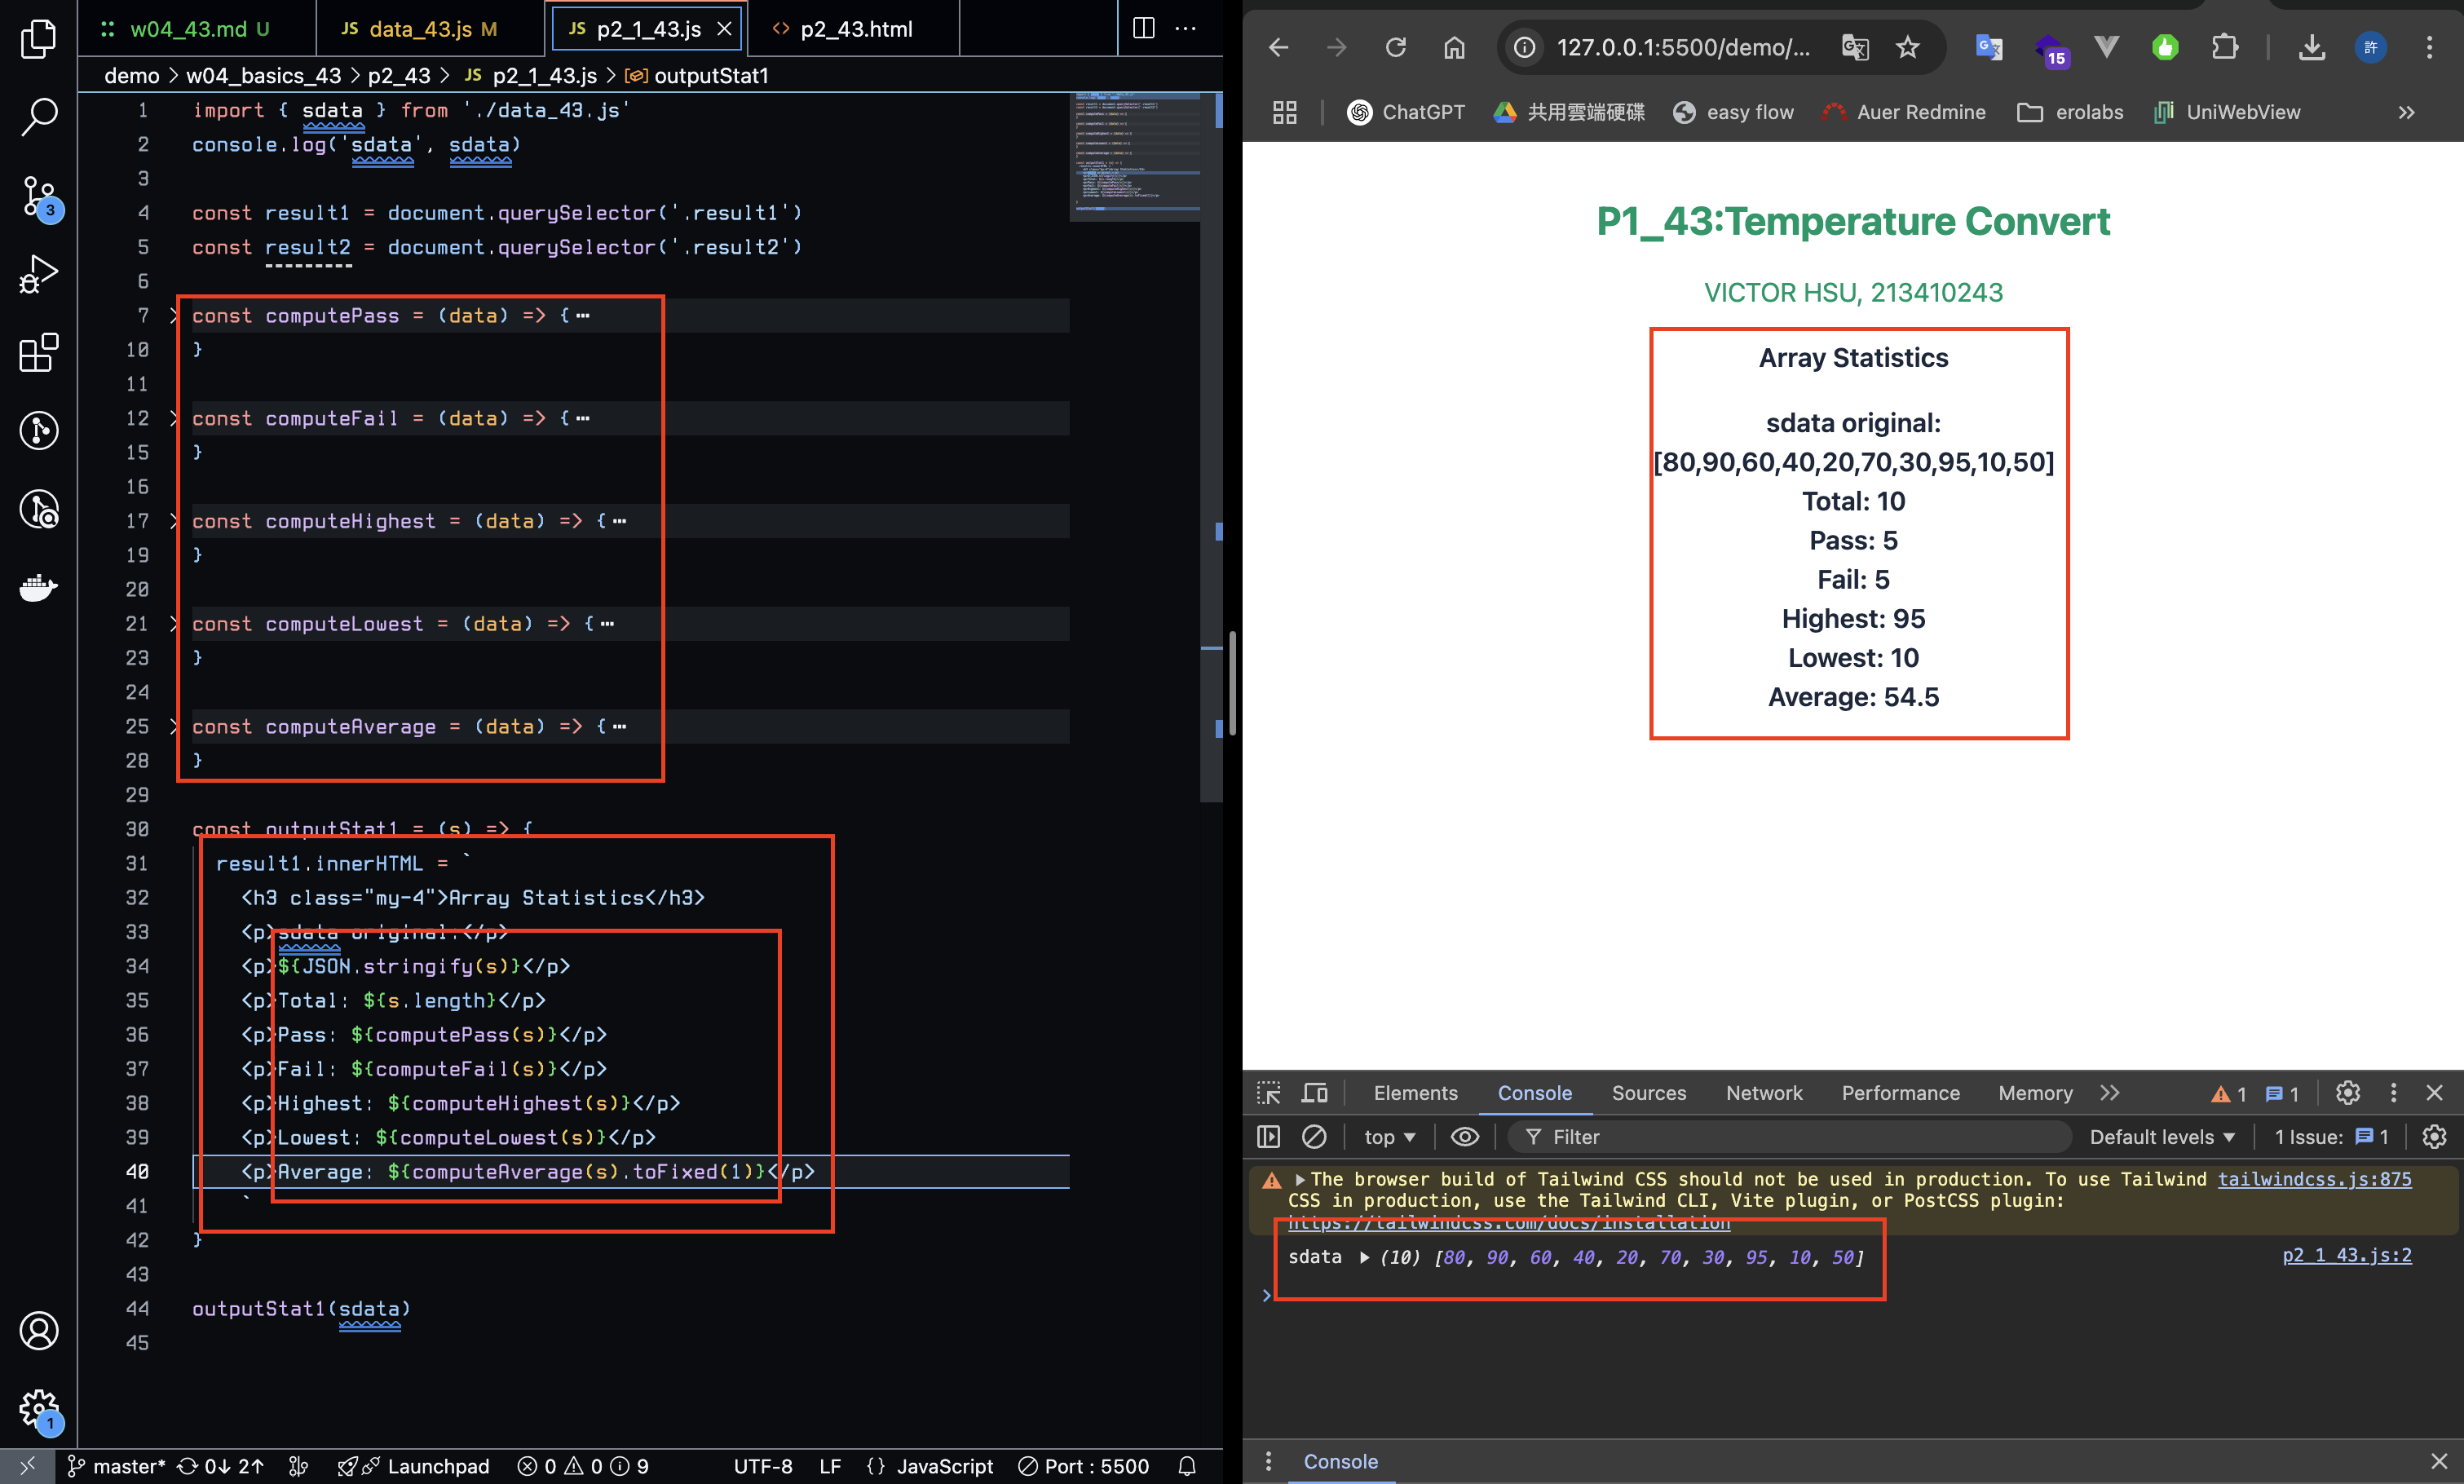 w04_43.md U
JS data_43.js M
JS p2_1_43.js
p2_43.html
demo > w04_basics_43 > p2_43 > JS p2_1_43.js > outputStat1
1 import { sdata } from './data_43.js'
2 console.log('sdata', sdata)
3
4 const result1 = document.querySelector('.result1')
5 const result2 = document.querySelector('.result2')
6
7 const computePass = (data) => {⋯
10 }
11
12 const computeFail = (data) => {⋯
15 }
16
17 const computeHighest = (data) => {⋯
19 }
20
21 const computeLowest = (data) => {⋯
23 }
24
25 const computeAverage = (data) => {⋯
28 }
29
30 const outputStat1 = (s) => {
31 result1.innerHTML = `
32 <h3 class="my-4">Array Statistics</h3>
33 <p>sdata original:</p>
34 <p>${JSON.stringify(s)}</p>
35 <p>Total: ${s.length}</p>
36 <p>Pass: ${computePass(s)}</p>
37 <p>Fail: ${computeFail(s)}</p>
38 <p>Highest: ${computeHighest(s)}</p>
39 <p>Lowest: ${computeLowest(s)}</p>
40 <p>Average: ${computeAverage(s).toFixed(1)}</p>
41 `
42 }
43
44 outputStat1(sdata)
45
3
1
master* 0↓ 2↑ Launchpad 0 0 9 UTF-8 LF {} JavaScript Port : 5500
127.0.0.1:5500/demo/...
15
許
ChatGPT 共用雲端硬碟 easy flow Auer Redmine erolabs UniWebView
P1_43:Temperature Convert
VICTOR HSU, 213410243
Array Statistics
sdata original:
[80,90,60,40,20,70,30,95,10,50]
Total: 10
Pass: 5
Fail: 5
Highest: 95
Lowest: 10
Average: 54.5
Elements Console Sources Network Performance Memory 1 1
top Filter Default levels 1 Issue: 1
The browser build of Tailwind CSS should not be used in production. To use Tailwind tailwindcss.js:875
CSS in production, use the Tailwind CLI, Vite plugin, or PostCSS plugin:
https://tailwindcss.com/docs/installation
sdata (10) [80, 90, 60, 40, 20, 70, 30, 95, 10, 50] p2_1_43.js:2
Console